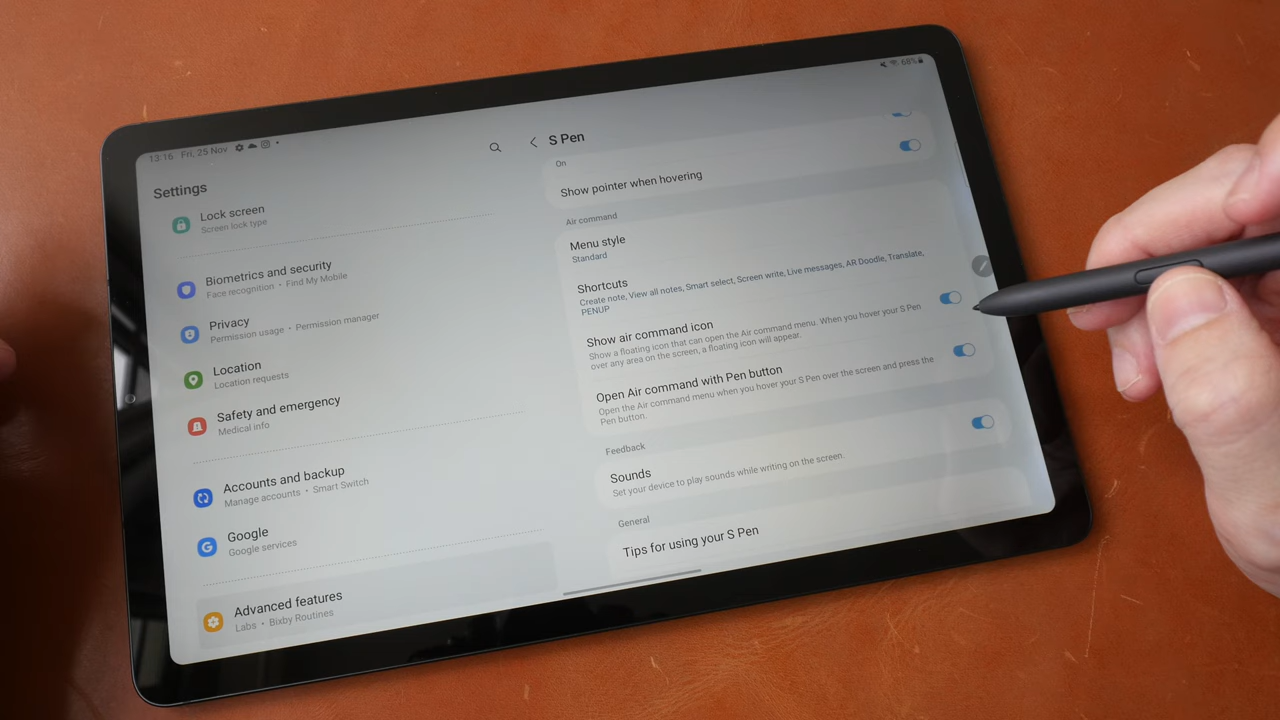 13:16 Fri, 25 Nov
68%
Settings
Lock screen
Screen lock type
Biometrics and security
Face recognition • Find My Mobile
Privacy
Permission usage • Permission manager
Location
Location requests
Safety and emergency
Medical info
Accounts and backup
Manage accounts • Smart Switch
Google
Google services
Advanced features
Labs • Bixby Routines
S Pen
On
Show pointer when hovering
Air command
Menu style
Standard
Shortcuts
Create note, View all notes, Smart select, Screen write, Live messages, AR Doodle, Translate,
PENUP
Show air command icon
Show a floating icon that can open the Air command menu. When you hover your S Pen
over any area on the screen, a floating icon will appear.
Open Air command with Pen button
Open the Air command menu when you hover your S Pen over the screen and press the
Pen button.
Feedback
Sounds
Set your device to play sounds while writing on the screen.
General
Tips for using your S Pen